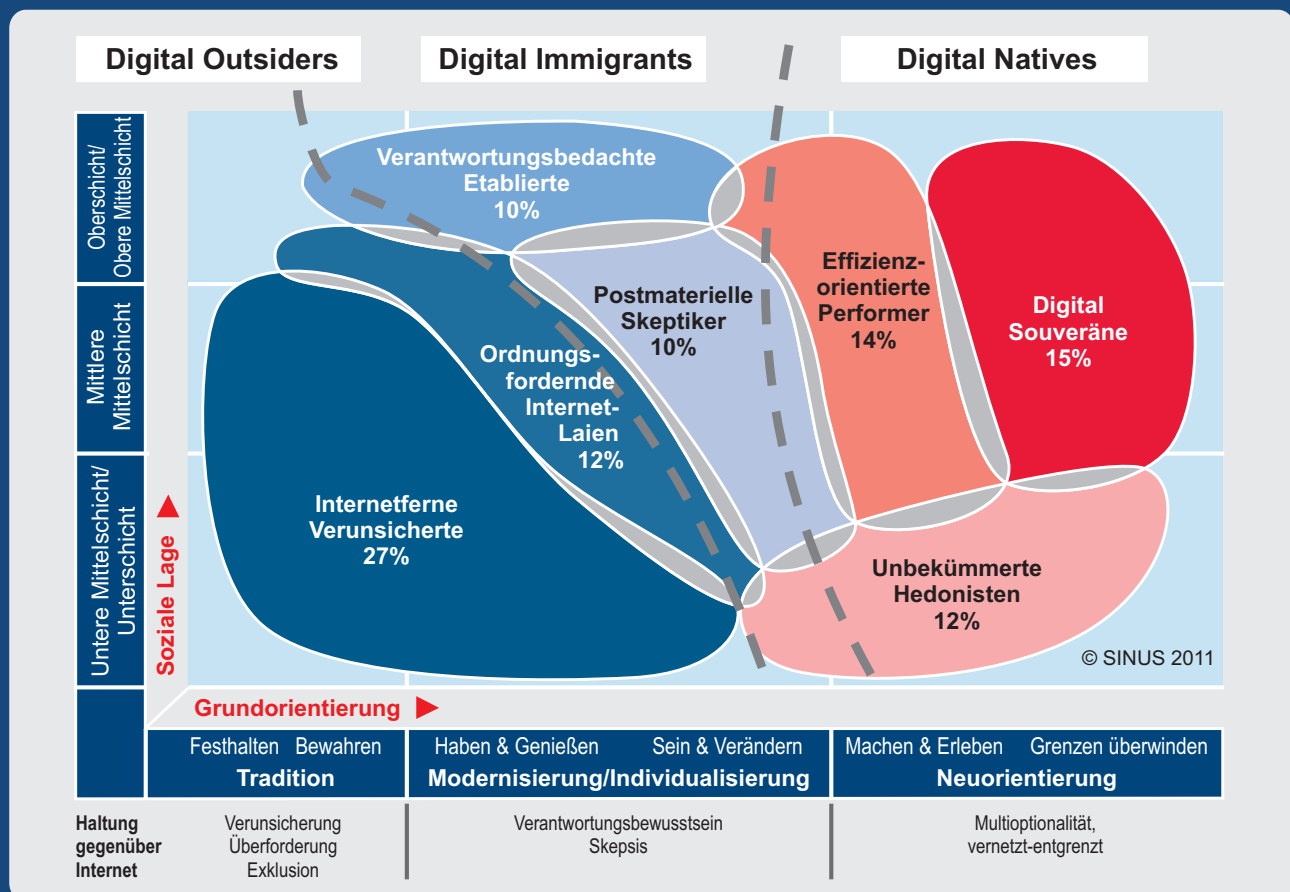 Digital Outsiders
Digital Immigrants
Digital Natives
Oberschicht/
Obere Mittelschicht
Mittlere
Mittelschicht
Untere Mittelschicht/
Unterschicht
Soziale Lage
Verantwortungsbedachte
Etablierte
10%
Postmaterielle
Skeptiker
10%
Effizienz-
orientierte
Performer
14%
Digital
Souveräne
15%
Ordnungs-
fordernde
Internet-
Laien
12%
Internetferne
Verunsicherte
27%
Unbekümmerte
Hedonisten
12%
© SINUS 2011
Grundorientierung
Festhalten Bewahren
Tradition
Haben & Genießen Sein & Verändern
Modernisierung/Individualisierung
Machen & Erleben Grenzen überwinden
Neuorientierung
Haltung
gegenüber
Internet
Verunsicherung
Überforderung
Exklusion
Verantwortungsbewusstsein
Skepsis
Multioptionalität,
vernetzt-entgrenzt